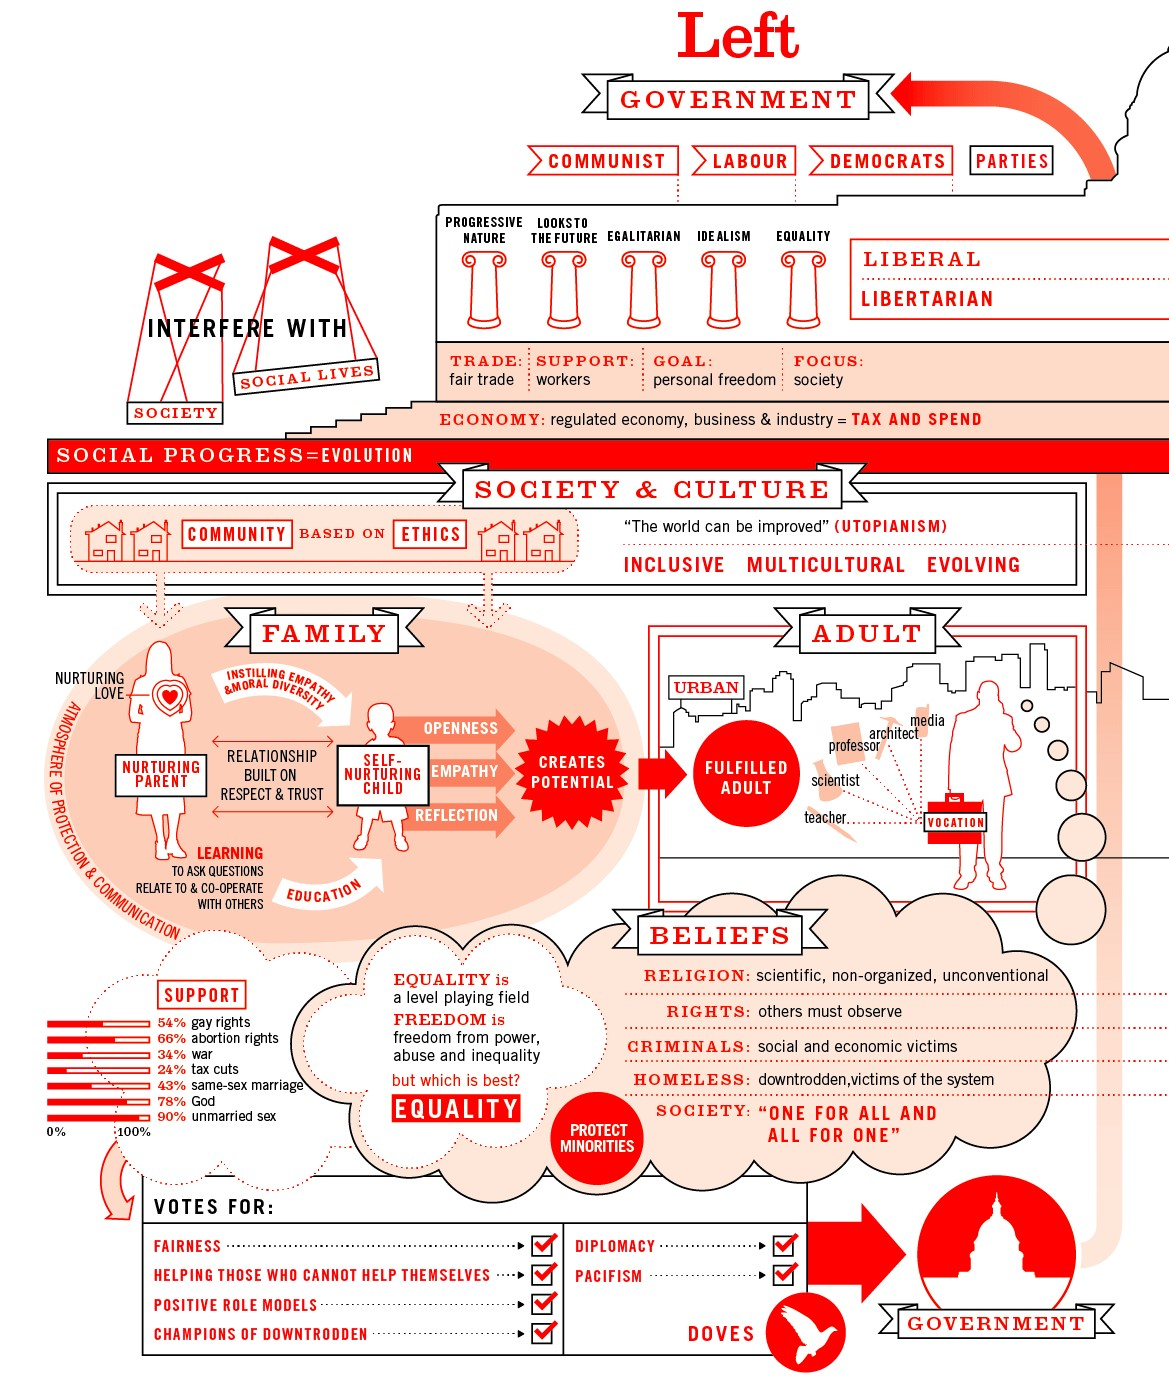 Left
GOVERNMENT
COMMUNIST
LABOUR
DEMOCRATS
PARTIES
PROGRESSIVE
NATURE
LOOKS TO
THE FUTURE
EGALITARIAN
IDEALISM
EQUALITY
LIBERAL
LIBERTARIAN
INTERFERE WITH
SOCIETY
SOCIAL LIVES
TRADE:
fair trade
SUPPORT:
workers
GOAL:
personal freedom
FOCUS:
society
ECONOMY: regulated economy, business & industry = TAX AND SPEND
SOCIAL PROGRESS=EVOLUTION
SOCIETY & CULTURE
COMMUNITY BASED ON ETHICS
“The world can be improved” (UTOPIANISM)
INCLUSIVE MULTICULTURAL EVOLVING
FAMILY
NURTURING
LOVE
INSTILLING EMPATHY
&MORAL DIVERSITY
ATMOSPHERE OF PROTECTION & COMMUNICATION
NURTURING
PARENT
RELATIONSHIP
BUILT ON
RESPECT & TRUST
SELF-
NURTURING
CHILD
OPENNESS
EMPATHY
REFLECTION
CREATES
POTENTIAL
LEARNING
TO ASK QUESTIONS
RELATE TO & CO-OPERATE
WITH OTHERS
EDUCATION
ADULT
URBAN
FULFILLED
ADULT
media
architect
professor
scientist
teacher
VOCATION
BELIEFS
RELIGION: scientific, non-organized, unconventional
RIGHTS: others must observe
CRIMINALS: social and economic victims
HOMELESS: downtrodden,victims of the system
SOCIETY: “ONE FOR ALL AND
ALL FOR ONE”
EQUALITY is
a level playing field
FREEDOM is
freedom from power,
abuse and inequality
but which is best?
EQUALITY
PROTECT
MINORITIES
SUPPORT
54% gay rights
66% abortion rights
34% war
24% tax cuts
43% same-sex marriage
78% God
90% unmarried sex
0% 100%
VOTES FOR:
FAIRNESS
HELPING THOSE WHO CANNOT HELP THEMSELVES
POSITIVE ROLE MODELS
CHAMPIONS OF DOWNTRODDEN
DIPLOMACY
PACIFISM
DOVES
GOVERNMENT